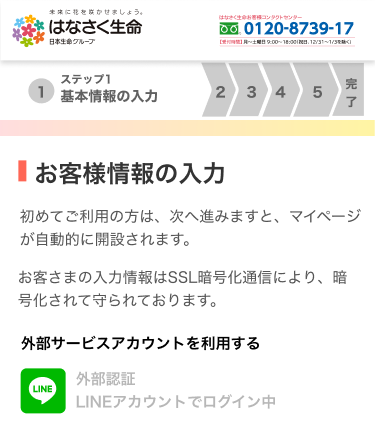 未来に花を咲かせましょう。
はなさく生命
日本生命グループ
はなさく生命お客様コンタクトセンター
0120-8739-17
【受付時間】月～土曜日 9:00～18:00(祝日、12/31～1/3を除く)
1
ステップ1
基本情報の入力
2 3 4 5 完了
お客様情報の入力
初めてご利用の方は、次へ進みますと、マイページ
が自動的に開設されます。
お客さまの入力情報はSSL暗号化通信により、暗
号化されて守られております。
外部サービスアカウントを利用する
LINE
外部認証
LINEアカウントでログイン中